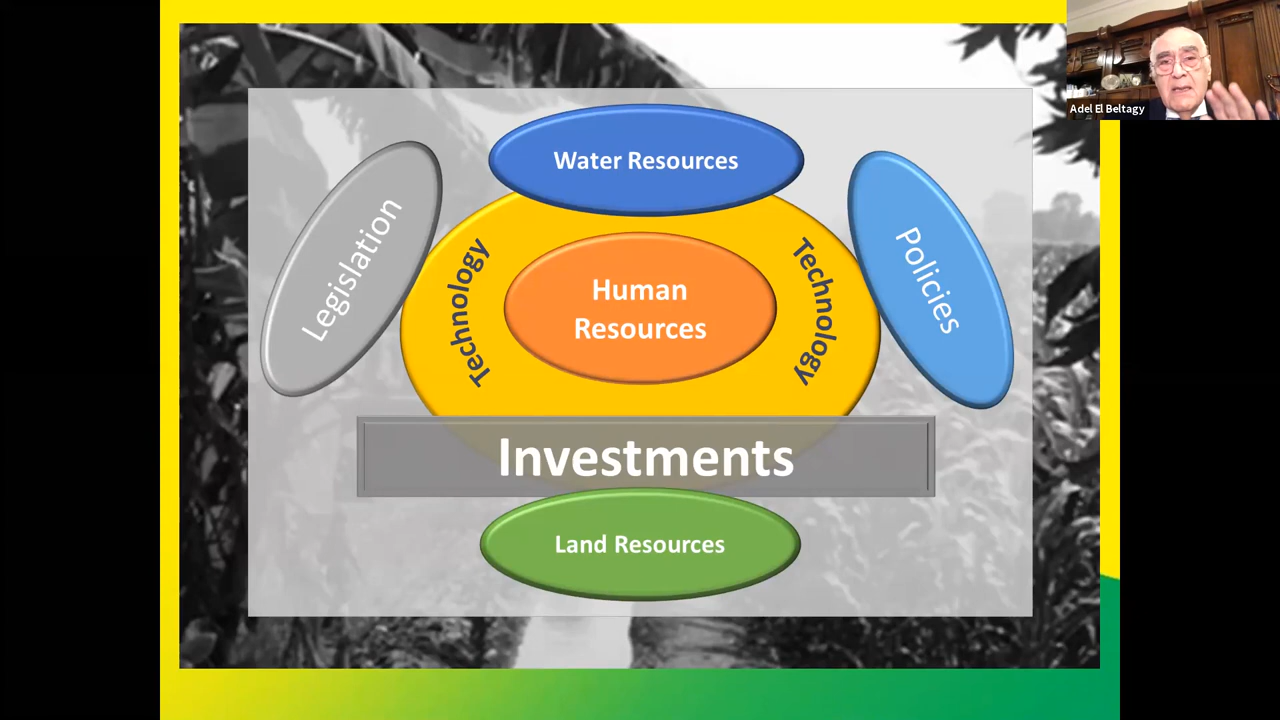 Adel El Beltagy
Water Resources
Legislation
Policies
Technology
Technology
Human
Resources
Investments
Land Resources